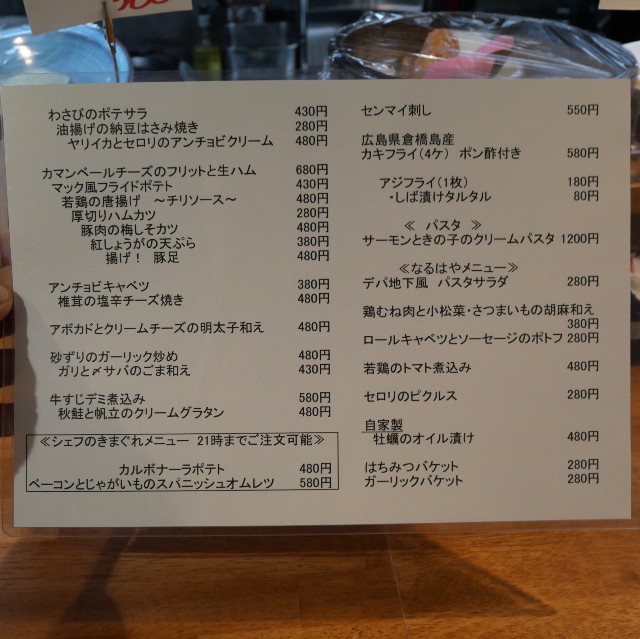 わさびのポテサラ 430円
油揚げの納豆はさみ焼き 280円
ヤリイカとセロリのアンチョビクリーム 480円
カマンベールチーズのフリットと生ハム 680円
マック風フライドポテト 430円
若鶏の唐揚げ ～チリソース～ 480円
厚切りハムカツ 280円
豚肉の梅しそカツ 480円
紅しょうがの天ぷら 380円
揚げ! 豚足 480円
アンチョビキャベツ 380円
椎茸の塩辛チーズ焼き 480円
アボカドとクリームチーズの明太子和え 480円
砂ずりのガーリック炒め 480円
ガリと〆サバのごま和え 430円
牛すじデミ煮込み 580円
秋鮭と帆立のクリームグラタン 480円
≪シェフのきまぐれメニュー 21時までご注文可能≫
カルボナーラポテト 480円
ベーコンとじゃがいものスパニッシュオムレツ 580円
センマイ刺し 550円
広島県倉橋島産
カキフライ(4ケ) ポン酢付き 580円
アジフライ(1枚) 180円
・しば漬けタルタル 80円
≪ パスタ ≫
サーモンときの子のクリームパスタ 1200円
≪なるはやメニュー≫
デパ地下風 パスタサラダ 280円
鶏むね肉と小松菜・さつまいもの胡麻和え
380円
ロールキャベツとソーセージのポトフ 280円
若鶏のトマト煮込み 480円
セロリのピクルス 280円
自家製
牡蠣のオイル漬け 480円
はちみつバケット 280円
ガーリックバケット 280円